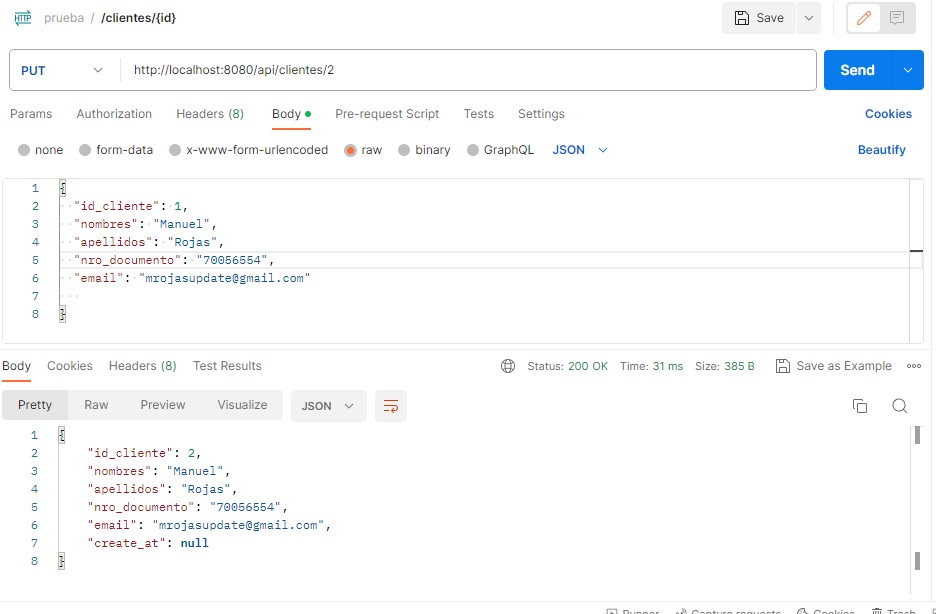 HTTP prueba / /clientes/{id} Save
PUT http://localhost:8080/api/clientes/2 Send
Params Authorization Headers (8) Body Pre-request Script Tests Settings Cookies
none form-data x-www-form-urlencoded raw binary GraphQL JSON Beautify
1 {
2 "id_cliente": 1,
3 "nombres": "Manuel",
4 "apellidos": "Rojas",
5 "nro_documento": "70056554",
6 "email": "mrojasupdate@gmail.com"
7
8 }
Body Cookies Headers (8) Test Results Status: 200 OK Time: 31 ms Size: 385 B Save as Example
Pretty Raw Preview Visualize JSON
1 {
2 "id_cliente": 2,
3 "nombres": "Manuel",
4 "apellidos": "Rojas",
5 "nro_documento": "70056554",
6 "email": "mrojasupdate@gmail.com",
7 "create_at": null
8 }
Runner Capture requests Cookies Trash